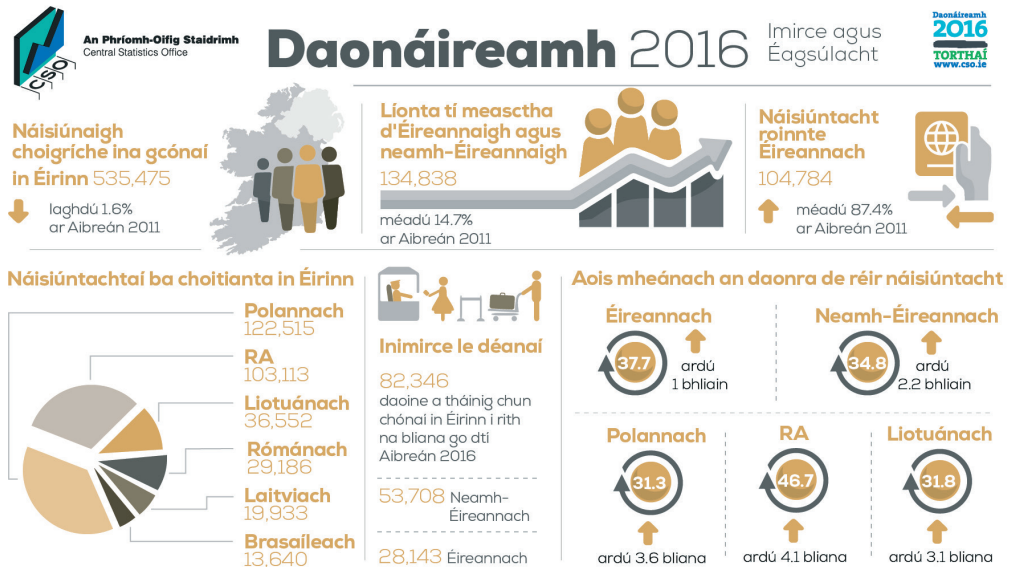 An Phríomh-Oifig Staidrimh
Central Statistics Office
CSO
Daonáireamh 2016
Imirce agus
Éagsúlacht
Daonáireamh
2016
TORTHAÍ
www.cso.ie
Náisiúnaigh
choigríche ina gcónaí
in Éirinn 535,475
laghdú 1.6%
ar Aibreán 2011
Líonta tí measctha
d'Éireannaigh agus
neamh-Éireannaigh
134,838
méadú 14.7%
ar Aibreán 2011
Náisiúntacht
roinnte
Éireannach
104,784
méadú 87.4%
ar Aibreán 2011
Náisiúntachtaí ba choitianta in Éirinn
Polannach
122,515
RA
103,113
Liotuánach
36,552
Rómánach
29,186
Laitviach
19,933
Brasaíleach
13,640
Inimirce le déanaí
82,346
daoine a tháinig chun
chónai in Éirinn i rith
na bliana go dtí
Aibreán 2016
53,708 Neamh-
Éireannach
28,143 Éireannach
Aois mheánach an daonra de réir náisiúntacht
Éireannach
37.7
ardú
1 bhliain
Neamh-Éireannach
34.8
ardú
2.2 bhliain
Polannach
31.3
ardú 3.6 bliana
RA
46.7
ardú 4.1 bliana
Liotuánach
31.8
ardú 3.1 bliana